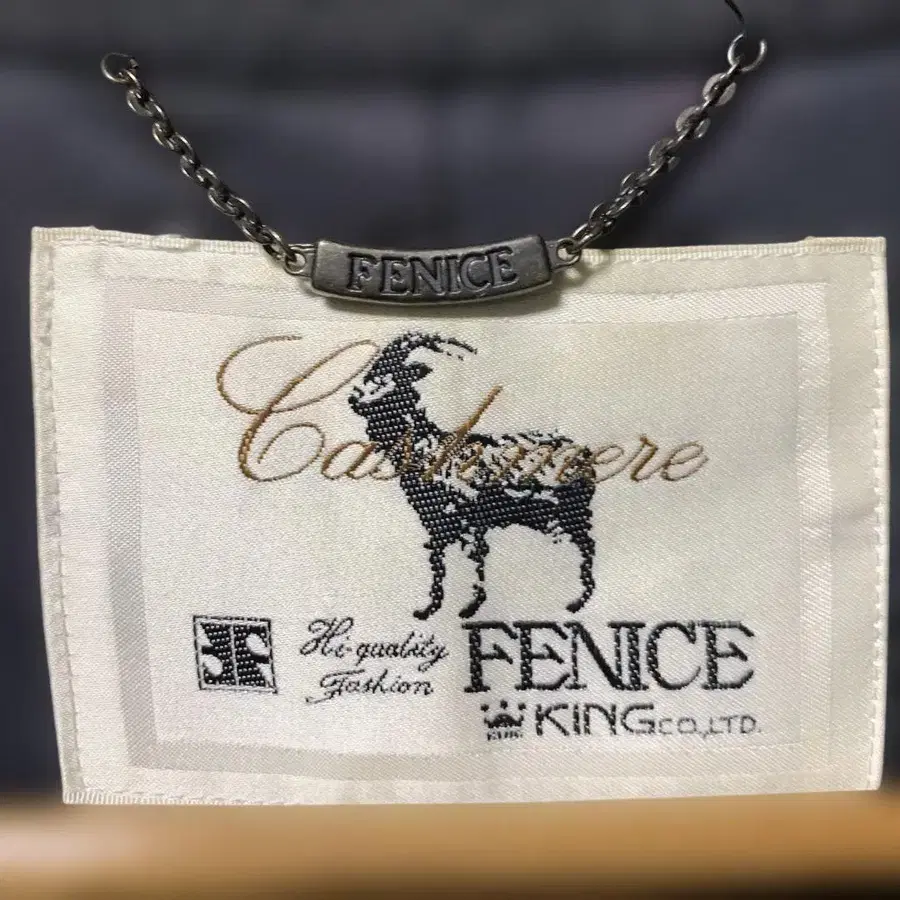 FENICE
Cashmere
Hi-quality
Fashion
FENICE
KING CO.,LTD.